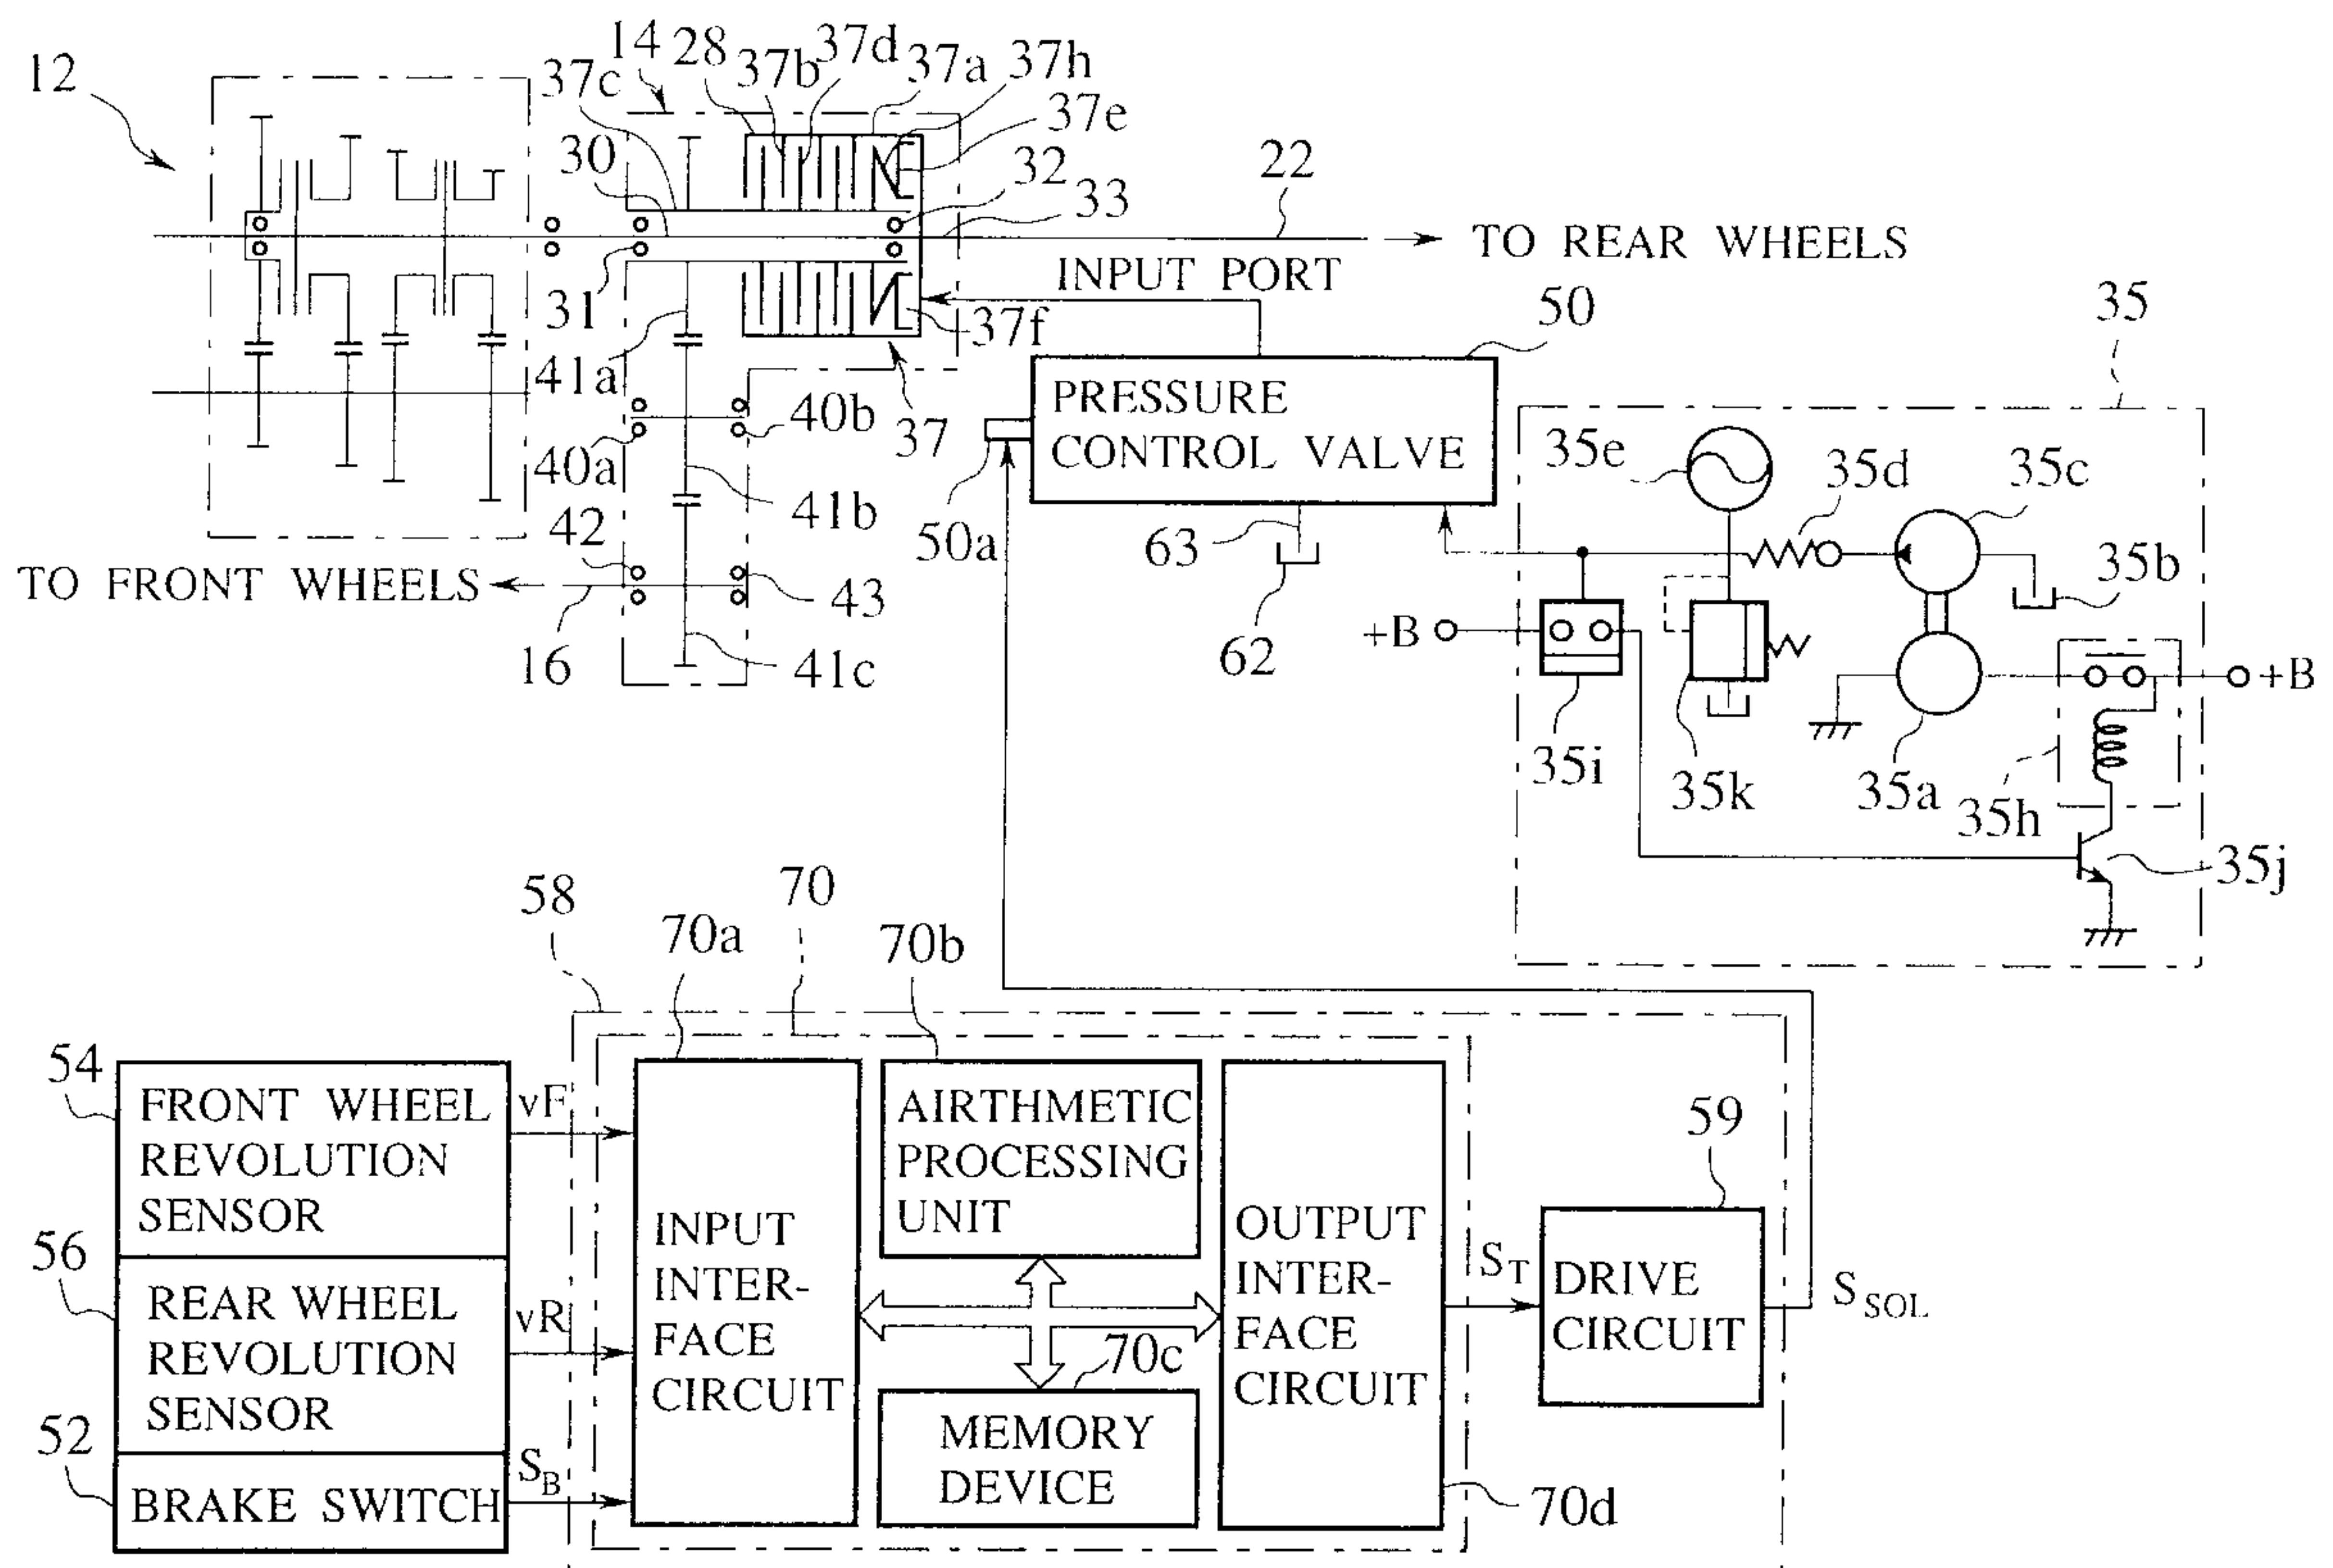 12
14
28
37d
37c
37b
37a
37h
37e
30
32
33
22
TO REAR WHEELS
INPUT PORT
31
37f
50
35
41a
PRESSURE
CONTROL VALVE
37
40b
40a
35e
35d
35c
41b
50a
63
35b
42
TO FRONT WHEELS
43
62
+B
+B
16
41c
35i
35k
35a
35h
35j
58
70
70a
70b
54
FRONT WHEEL
REVOLUTION
SENSOR
vF
AIRTHMETIC
PROCESSING
UNIT
59
56
REAR WHEEL
REVOLUTION
SENSOR
vR
INPUT
INTER-
FACE
CIRCUIT
OUTPUT
INTER-
FACE
CIRCUIT
S_T
DRIVE
CIRCUIT
S_SOL
70c
MEMORY
DEVICE
52
BRAKE SWITCH
S_B
70d